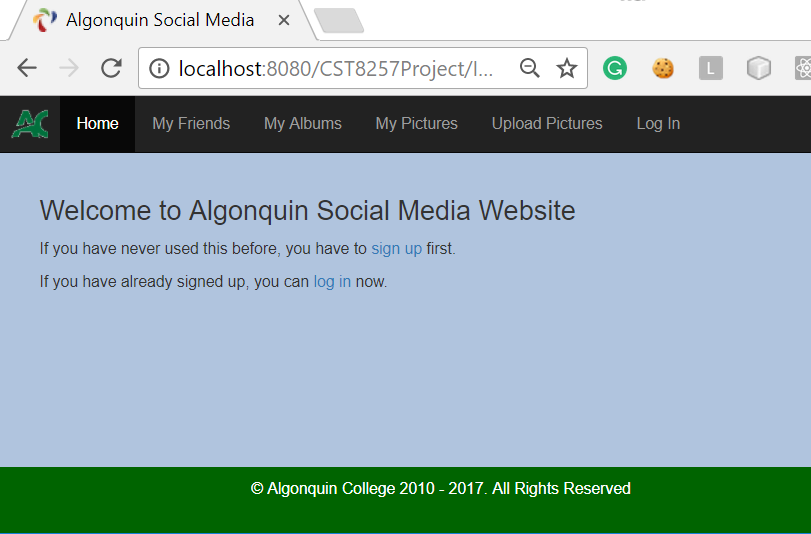 Algonquin Social Media
localhost:8080/CST8257Project/I...
L
AC
Home
My Friends
My Albums
My Pictures
Upload Pictures
Log In
Welcome to Algonquin Social Media Website
If you have never used this before, you have to sign up first.
If you have already signed up, you can log in now.
© Algonquin College 2010 - 2017. All Rights Reserved